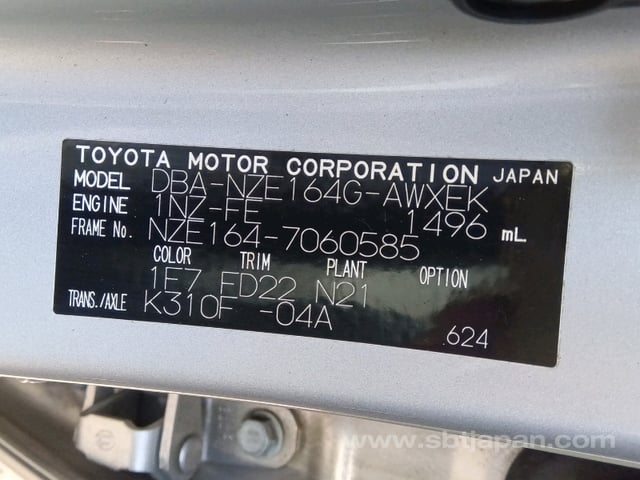 TOYOTA MOTOR CORPORATION JAPAN
MODEL DBA-NZE164G-AWXEK
ENGINE 1NZ-FE 1496 mL
FRAME No. NZE164-7060585
COLOR TRIM PLANT OPTION
1F7 FD22 N21
TRANS./AXLE K310F -04A
.624
www.sbtjapan.com